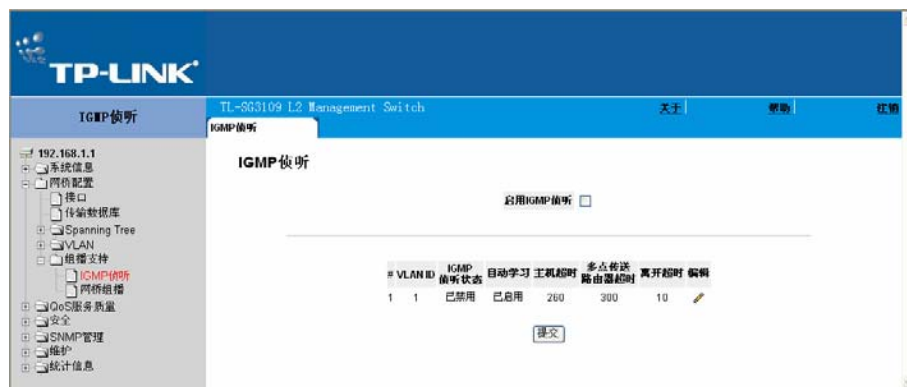 TP-LINK
IGMP侦听
TL-SG3109 L2 Management Switch
关于
帮助
注销
IGMP侦听
192.168.1.1
系统信息
网桥配置
接口
传输数据库
Spanning Tree
VLAN
组播支持
IGMP侦听
网桥组播
QoS服务质量
安全
SNMP管理
维护
统计信息
IGMP侦听
启用IGMP侦听
# VLAN ID IGMP侦听状态 自动学习 主机超时 多点传送路由器超时 离开超时 编辑
1 1 已禁用 已启用 260 300 10
提交